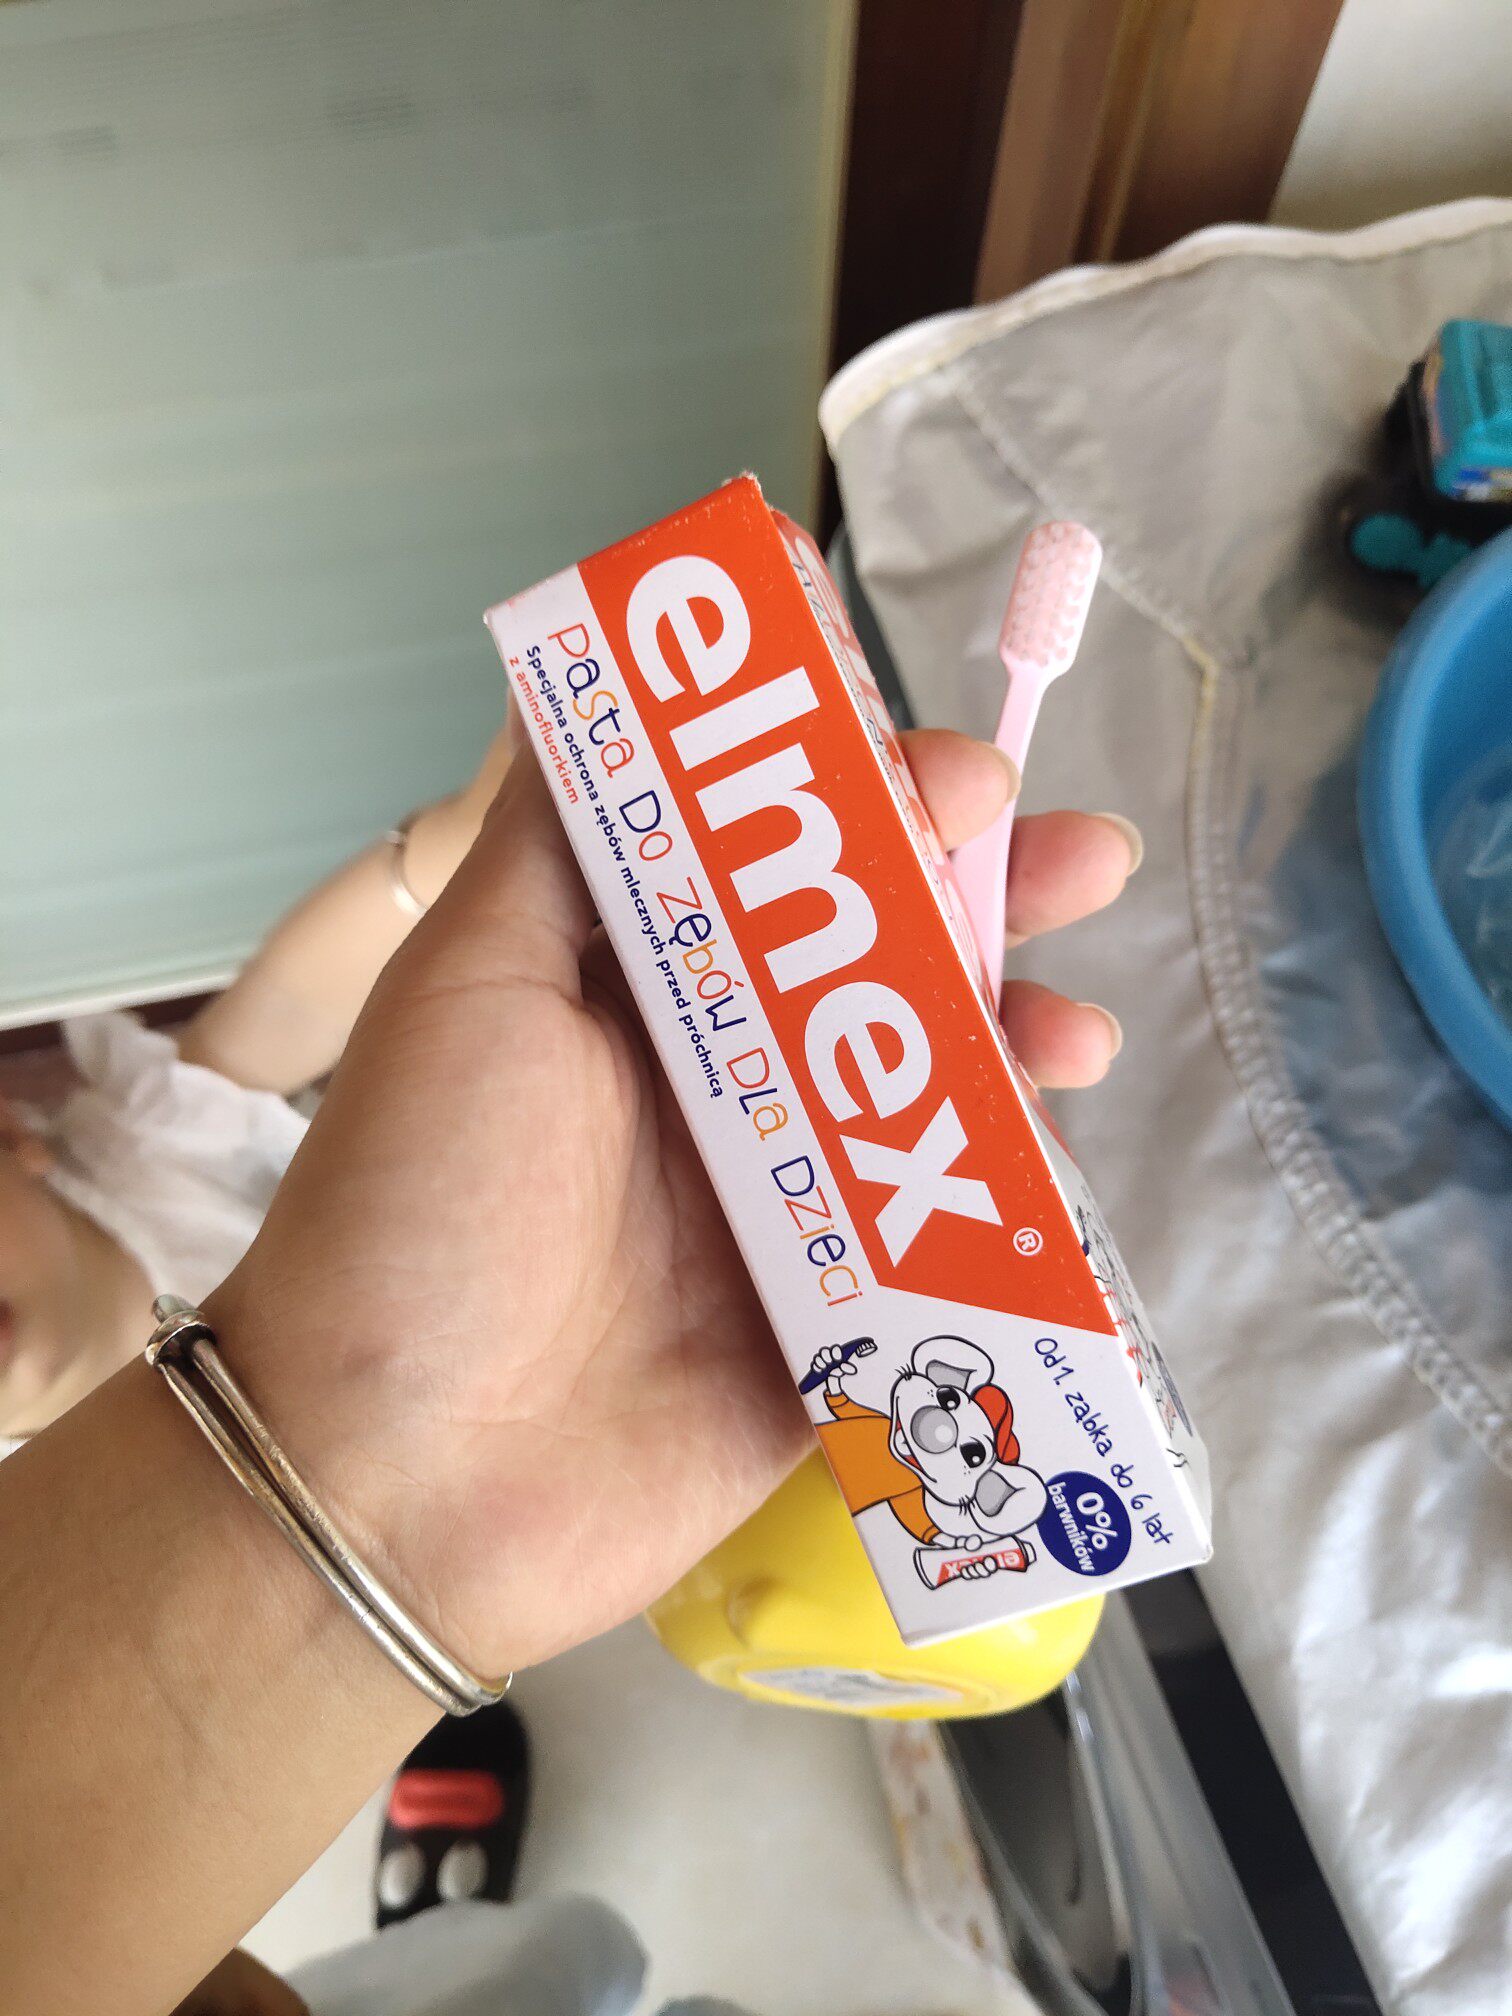 elmex®
Pasta do zębów dla dzieci
Specjalna ochrona zębów mlecznych przed próchnicą
z aminofluorkiem
Od 1. ząbka do 6 lat
0%
barwników
elmex